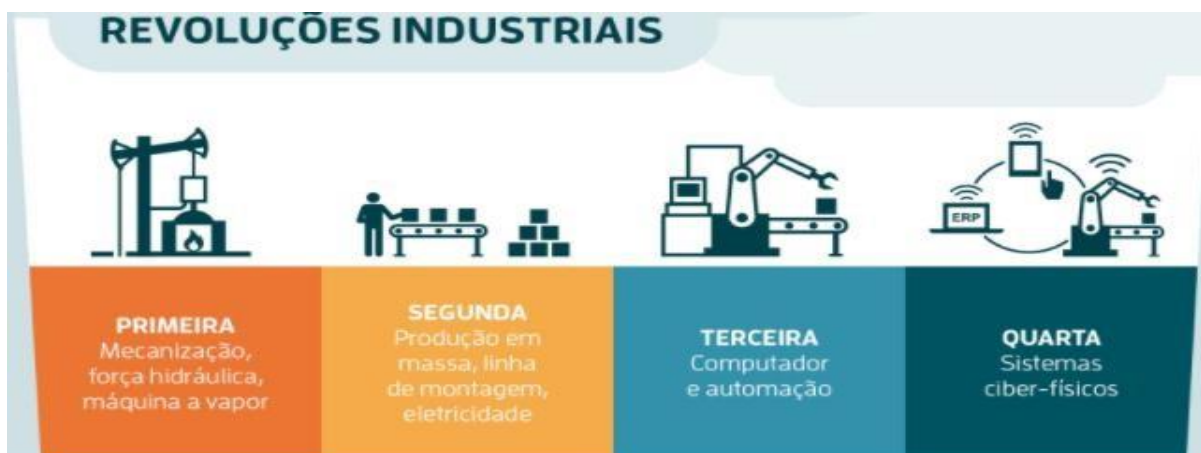 REVOLUÇÕES INDUSTRIAIS
ERP
PRIMEIRA
Mecanização,
força hidráulica,
máquina a vapor
SEGUNDA
Produção em
massa, linha
de montagem,
eletricidade
TERCEIRA
Computador
e automação
QUARTA
Sistemas
ciber-físicos